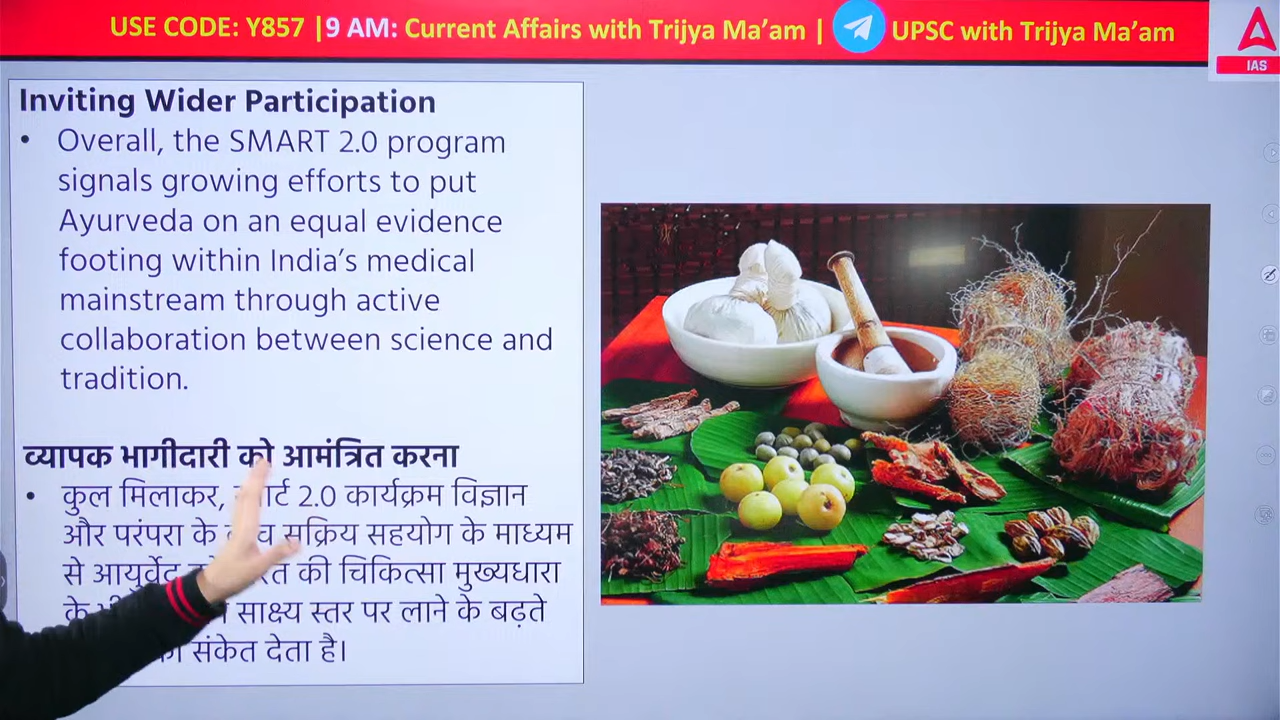 USE CODE: Y857 |9 AM: Current Affairs with Trijya Ma’am | UPSC with Trijya Ma’am
IAS
Inviting Wider Participation
• Overall, the SMART 2.0 program
signals growing efforts to put
Ayurveda on an equal evidence
footing within India’s medical
mainstream through active
collaboration between science and
tradition.
व्यापक भागीदारी को आमंत्रित करना
• कुल मिलाकर, 2.0 कार्यक्रम विज्ञान
और परंपरा के सक्रिय सहयोग के माध्यम
से आयुर्वेद की चिकित्सा मुख्यधारा
के साक्ष्य स्तर पर लाने के बढ़ते
संकेत देता है।